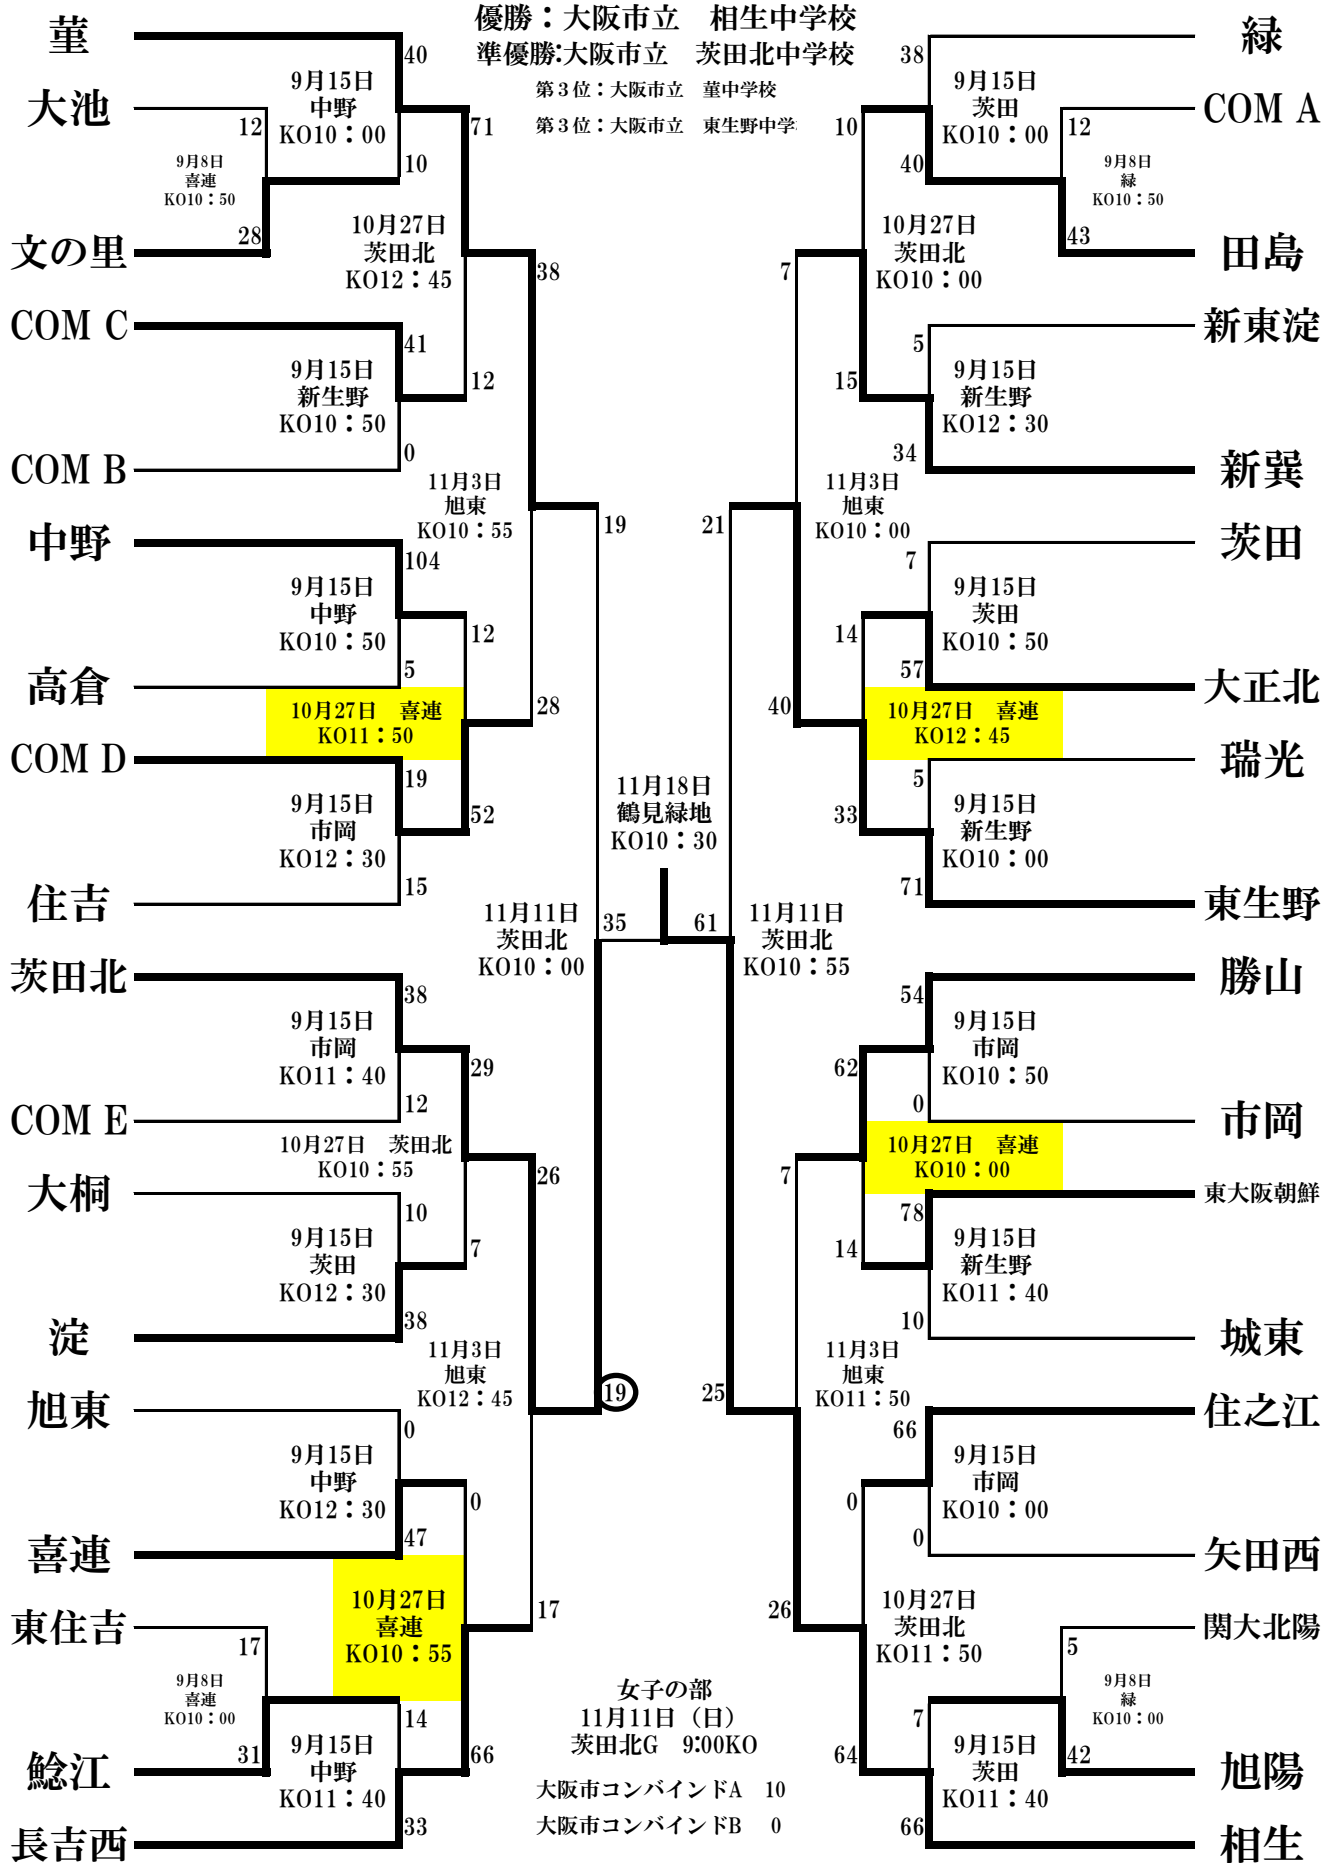 優勝：大阪市立　相生中学校
準優勝:大阪市立　茨田北中学校
第３位：大阪市立　菫中学校
第３位：大阪市立　東生野中学
菫
40
9月15日
中野
KO10：00
大池
12
9月8日
喜連
KO10：50
10
71
文の里
28
10月27日
茨田北
KO12：45
38
COM C
41
9月15日
新生野
KO10：50
12
COM B
0
11月3日
旭東
KO10：55
19
中野
104
9月15日
中野
KO10：50
12
高倉
5
10月27日　喜連
KO11：50
28
COM D
19
9月15日
市岡
KO12：30
52
住吉
15
11月11日
茨田北
KO10：00
35
茨田北
38
9月15日
市岡
KO11：40
29
COM E
12
10月27日　茨田北
KO10：55
26
大桐
10
9月15日
茨田
KO12：30
7
淀
38
11月3日
旭東
KO12：45
19
旭東
0
9月15日
中野
KO12：30
0
喜連
47
10月27日
喜連
KO10：55
17
東住吉
17
9月8日
喜連
KO10：00
14
鯰江
31
9月15日
中野
KO11：40
66
長吉西
33
11月18日
鶴見緑地
KO10：30
緑
38
9月15日
茨田
KO10：00
COM A
12
10
40
9月8日
緑
KO10：50
田島
43
10月27日
茨田北
KO10：00
7
新東淀
5
9月15日
新生野
KO12：30
15
新巽
34
11月3日
旭東
KO10：00
21
茨田
7
9月15日
茨田
KO10：50
14
大正北
57
10月27日　喜連
KO12：45
40
瑞光
5
9月15日
新生野
KO10：00
33
東生野
71
11月11日
茨田北
KO10：55
61
勝山
54
9月15日
市岡
KO10：50
62
市岡
0
10月27日　喜連
KO10：00
7
東大阪朝鮮
78
9月15日
新生野
KO11：40
14
城東
10
11月3日
旭東
KO11：50
25
住之江
66
9月15日
市岡
KO10：00
0
矢田西
0
10月27日
茨田北
KO11：50
26
関大北陽
5
9月8日
緑
KO10：00
7
旭陽
42
9月15日
茨田
KO11：40
64
相生
66
女子の部
11月11日（日）
茨田北G　9:00KO
大阪市コンバインドA　10
大阪市コンバインドB　0